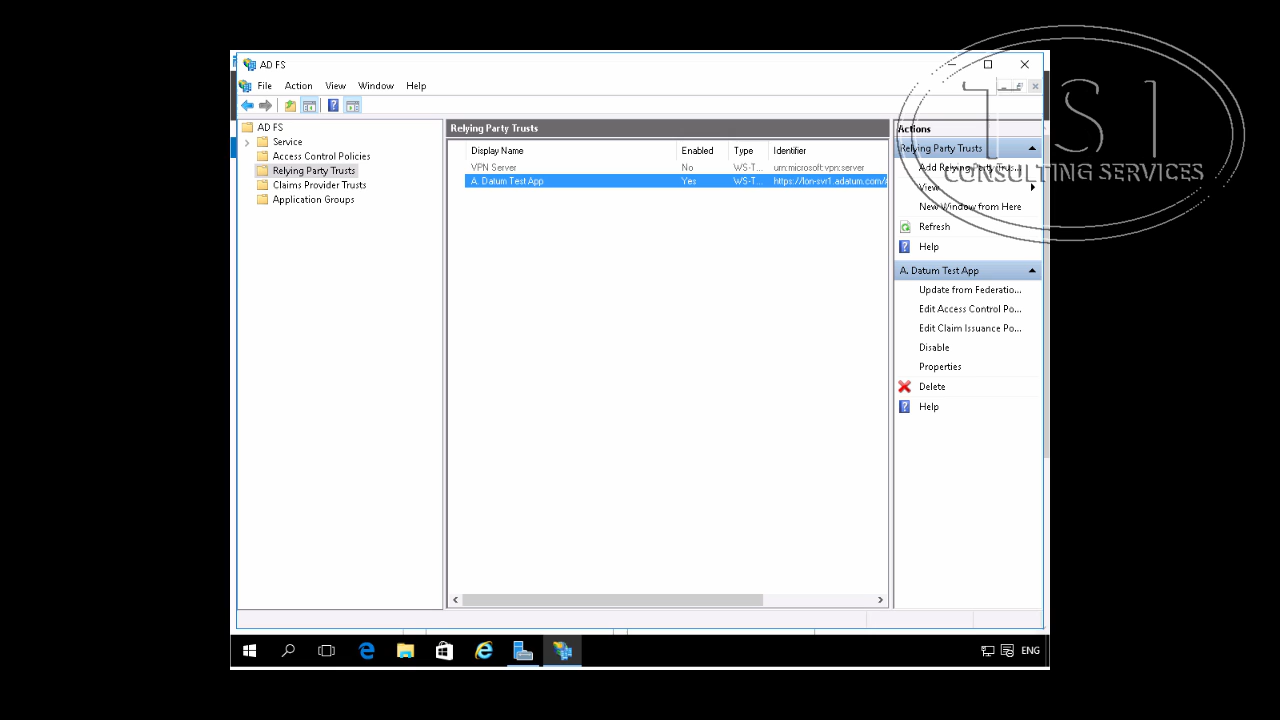 AD FS
File Action View Window Help
AD FS
Service
Access Control Policies
Relying Party Trusts
Claims Provider Trusts
Application Groups
Relying Party Trusts
Display Name Enabled Type Identifier
VPN Server No WS-T... urn:microsoft:vpn:server
A. Datum Test App Yes WS-T... https://lon-svr1.adatum.com/
Actions
Relying Party Trusts
Add Relying Party Trus...
View
New Window from Here
Refresh
Help
A. Datum Test App
Update from Federatio...
Edit Access Control Po...
Edit Claim Issuance Po...
Disable
Properties
Delete
Help
CONSULTING SERVICES
ENG